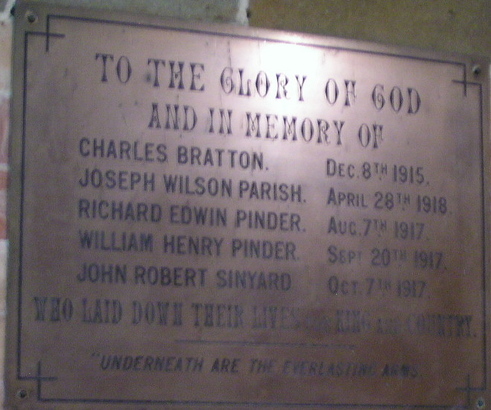 TO THE GLORY OF GOD
AND IN MEMORY OF
CHARLES BRATTON. DEC. 8TH 1915.
JOSEPH WILSON PARISH. APRIL 28TH 1918.
RICHARD EDWIN PINDER. AUG. 7TH 1917.
WILLIAM HENRY PINDER. SEPT 20TH 1917.
JOHN ROBERT SINYARD OCT. 7TH 1917.
WHO LAID DOWN THEIR LIVES FOR KING AND COUNTRY.
"UNDERNEATH ARE THE EVERLASTING ARMS"